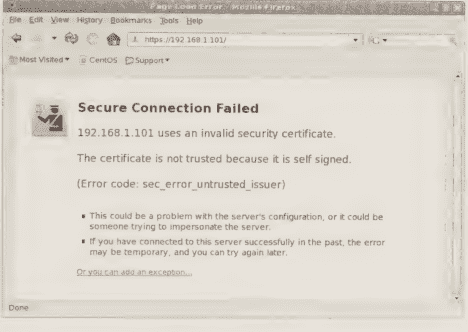 Page Load Error - Mozilla Firefox
File Edit View History Bookmarks Tools Help
https://192.168.1.101/
Most Visited CentOS Support
Secure Connection Failed
192.168.1.101 uses an invalid security certificate.
The certificate is not trusted because it is self signed.
(Error code: sec_error_untrusted_issuer)
This could be a problem with the server's configuration, or it could be
someone trying to impersonate the server.
If you have connected to this server successfully in the past, the error
may be temporary, and you can try again later.
Or you can add an exception...
Done